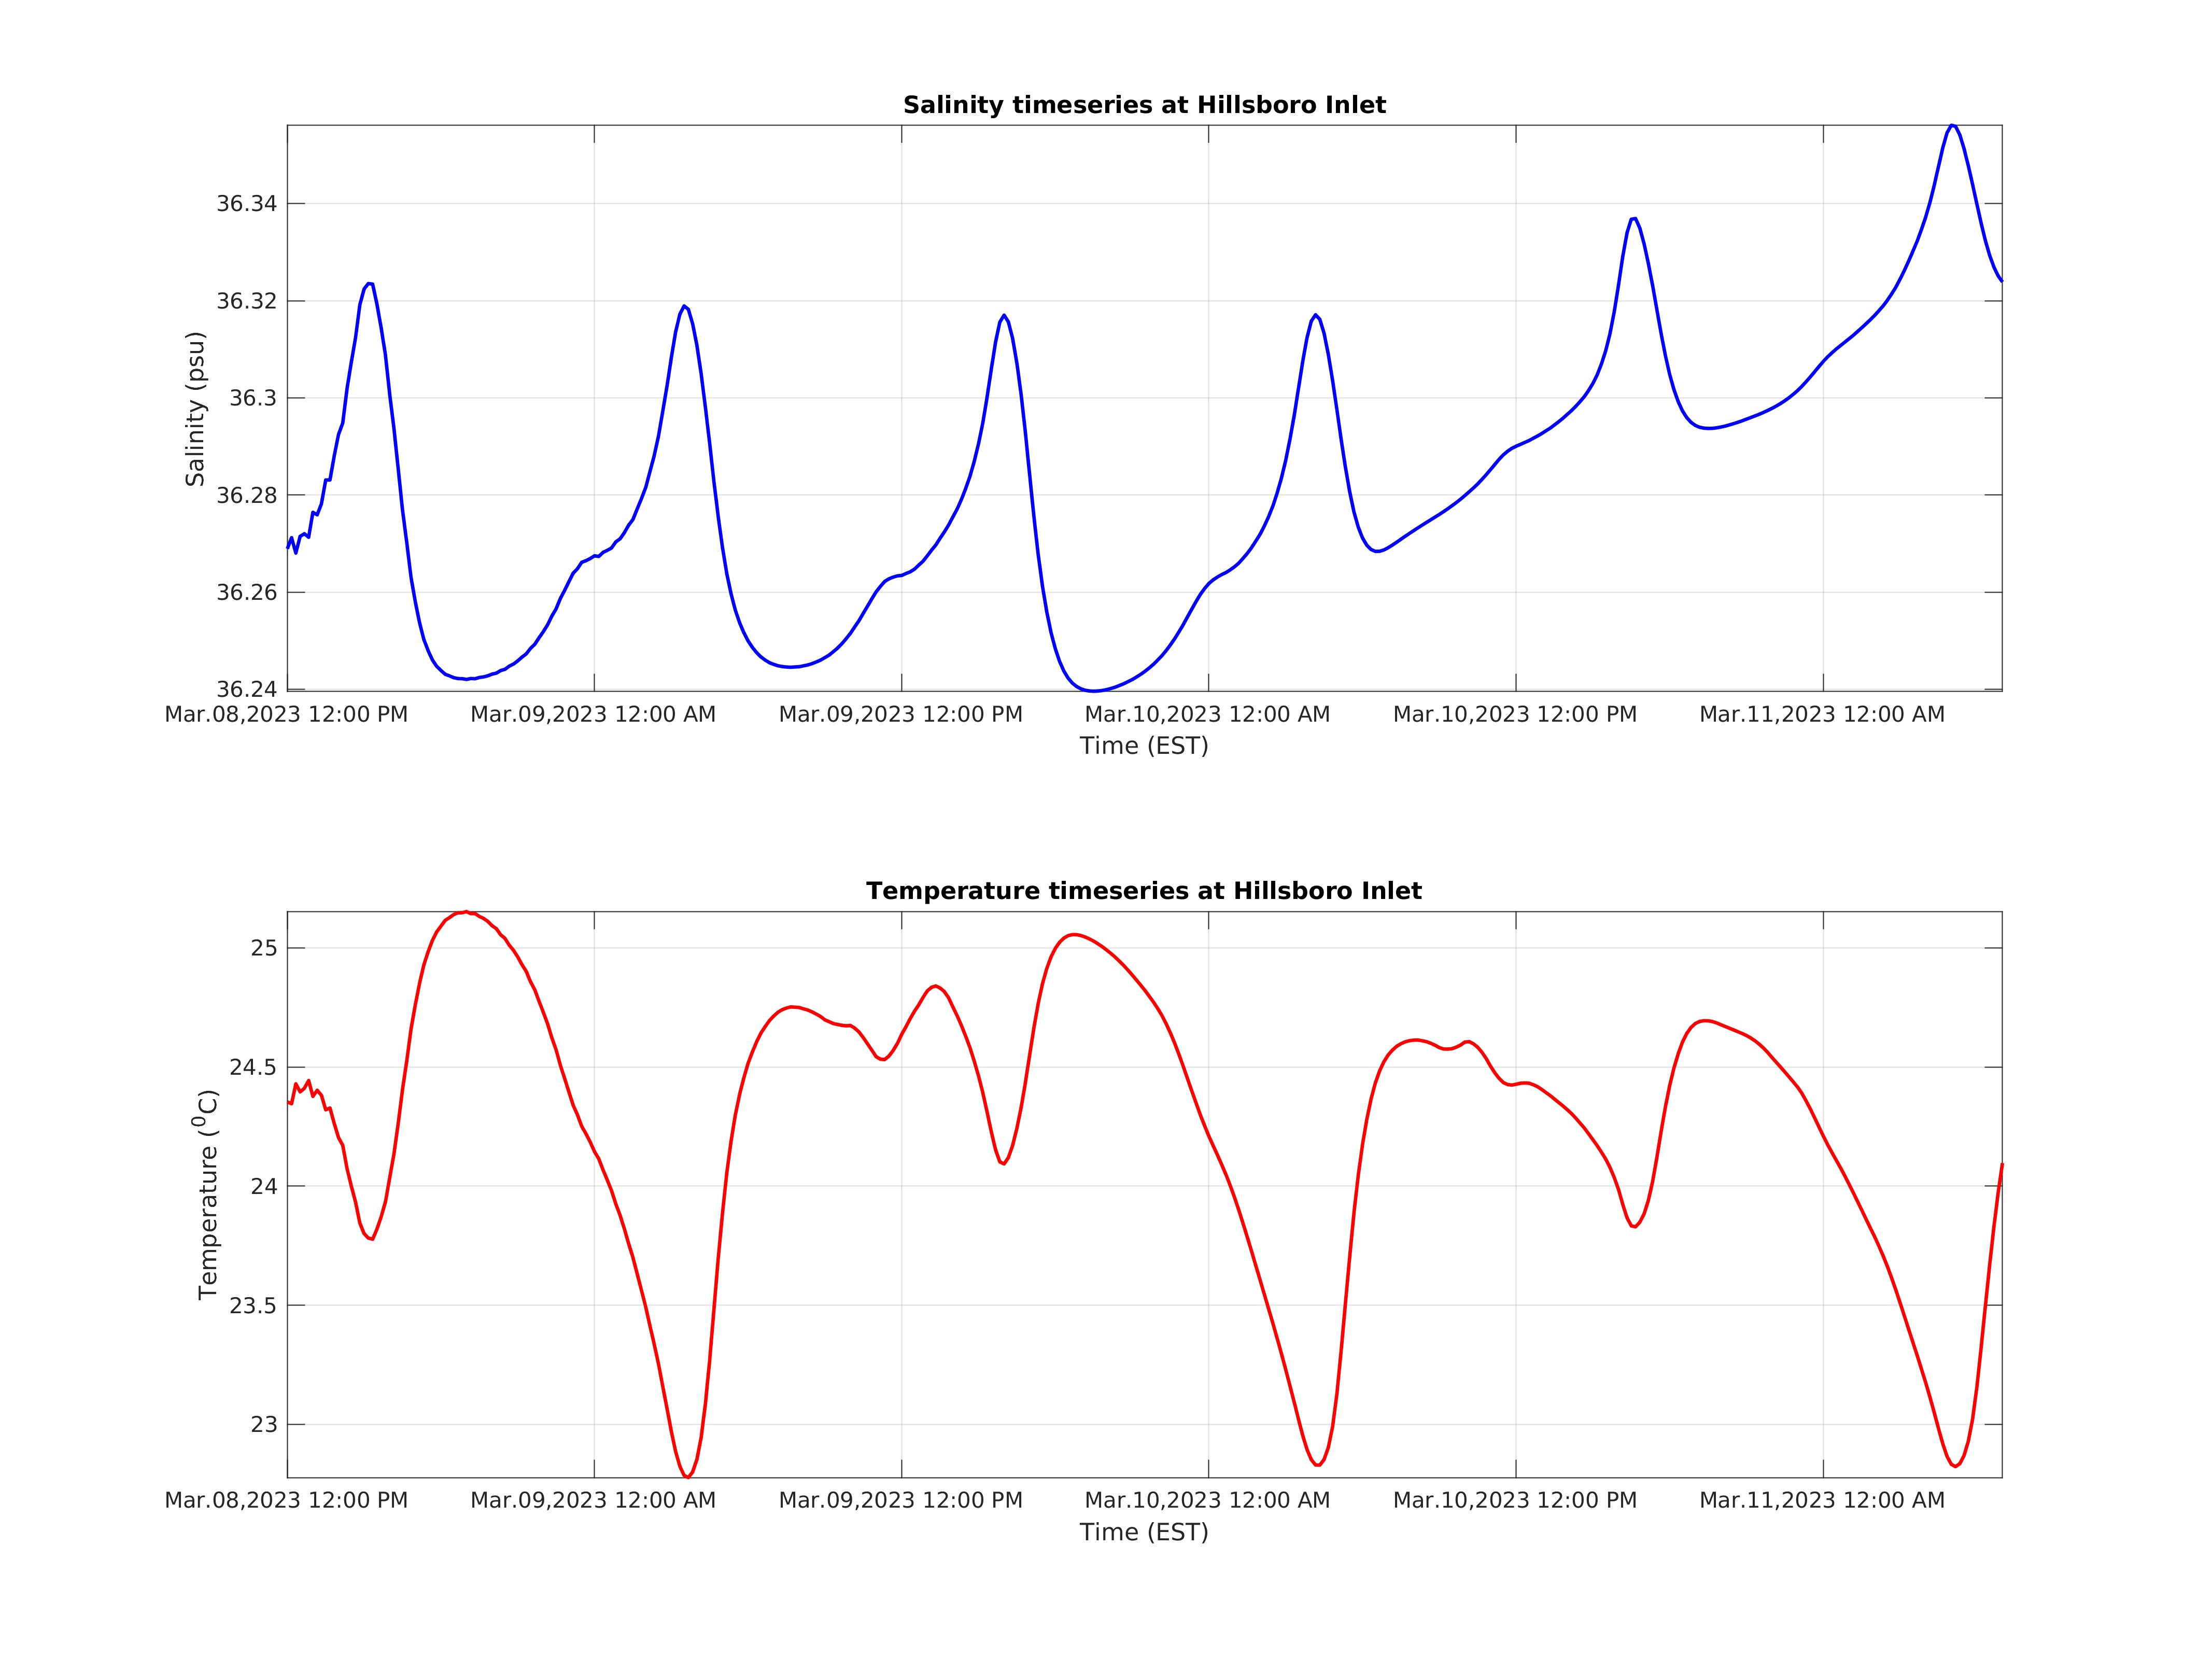 Salinity timeseries at Hillsboro Inlet
36.34
36.32
36.3
36.28
36.26
36.24
Salinity (psu)
Mar.08,2023 12:00 PM Mar.09,2023 12:00 AM Mar.09,2023 12:00 PM Mar.10,2023 12:00 AM Mar.10,2023 12:00 PM Mar.11,2023 12:00 AM
Time (EST)
Temperature timeseries at Hillsboro Inlet
25
24.5
24
23.5
23
Temperature (⁰C)
Mar.08,2023 12:00 PM Mar.09,2023 12:00 AM Mar.09,2023 12:00 PM Mar.10,2023 12:00 AM Mar.10,2023 12:00 PM Mar.11,2023 12:00 AM
Time (EST)